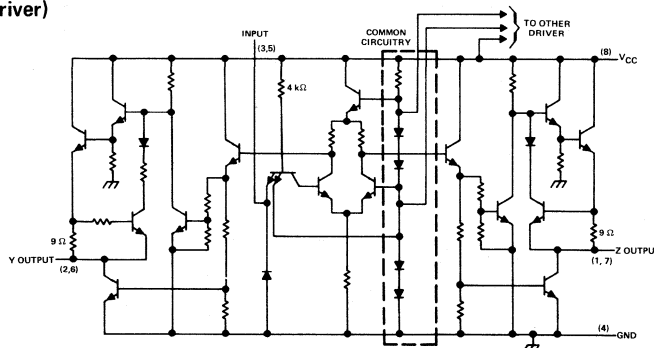 river)
INPUT
(3,5)
COMMON
CIRCUITRY
TO OTHER
DRIVER
(8)
VCC
4 kΩ
9 Ω
Y OUTPUT
(2,6)
9 Ω
Z OUTPU
(1, 7)
(4)
GND